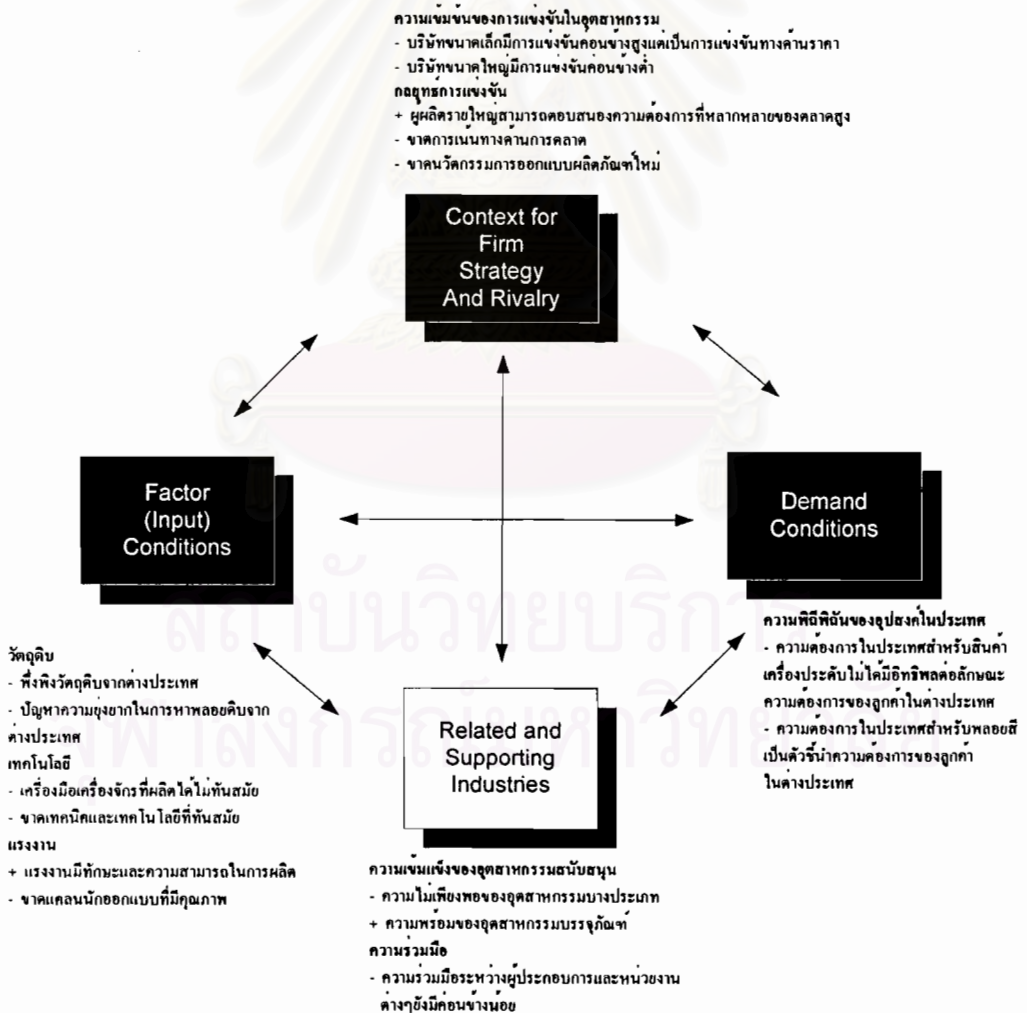 ความเข้มข้นของการแข่งขันในอุตสาหกรรม
- บริษัทขนาดเล็กมีการแข่งขันค่อนข้างสูงแต่เป็นการแข่งขันทางด้านราคา
- บริษัทขนาดใหญ่มีการแข่งขันค่อนข้างต่ำ
กลยุทธ์การแข่งขัน
+ ผู้ผลิตรายใหญ่สามารถตอบสนองความต้องการที่หลากหลายของตลาดสูง
- ขาดการเน้นทางด้านการตลาด
- ขาดนวัตกรรมการออกแบบผลิตภัณฑ์ใหม่
Context for
Firm
Strategy
And Rivalry
Factor
(Input)
Conditions
Demand
Conditions
สถาบันวิทยบริการ
จุฬาลงกรณ์มหาวิทยาลัย
วัตถุดิบ
- พึ่งพิงวัตถุดิบจากต่างประเทศ
- ปัญหาความยุ่งยากในการหาพลอยดิบจาก
ต่างประเทศ
เทคโนโลยี
- เครื่องมือเครื่องจักรที่ผลิตได้ไม่ทันสมัย
- ขาดเทคนิคและเทคโนโลยีที่ทันสมัย
แรงงาน
+ แรงงานมีทักษะและความสามารถในการผลิต
- ขาดแคลนนักออกแบบที่มีคุณภาพ
Related and
Supporting
Industries
ความพิถีพิถันของอุปสงค์ในประเทศ
- ความต้องการในประเทศสำหรับสินค้า
เครื่องประดับไม่ได้มีอิทธิพลต่อลักษณะ
ความต้องการของลูกค้าในต่างประเทศ
- ความต้องการในประเทศสำหรับพลอยสี
เป็นตัวชี้นำความต้องการของลูกค้า
ในต่างประเทศ
ความเข้มแข็งของอุตสาหกรรมสนับสนุน
- ความไม่เพียงพอของอุตสาหกรรมบางประเภท
+ ความพร้อมของอุตสาหกรรมบรรจุภัณฑ์
ความร่วมมือ
- ความร่วมมือระหว่างผู้ประกอบการและหน่วยงาน
ต่างๆยังมีค่อนข้างน้อย